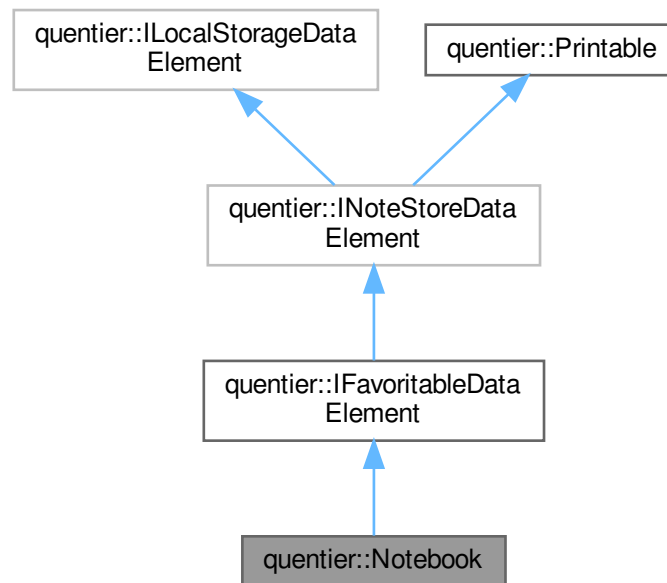 quentier::ILocalStorageData
Element
quentier::Printable
quentier::INoteStoreData
Element
quentier::IFavoritableData
Element
quentier::Notebook